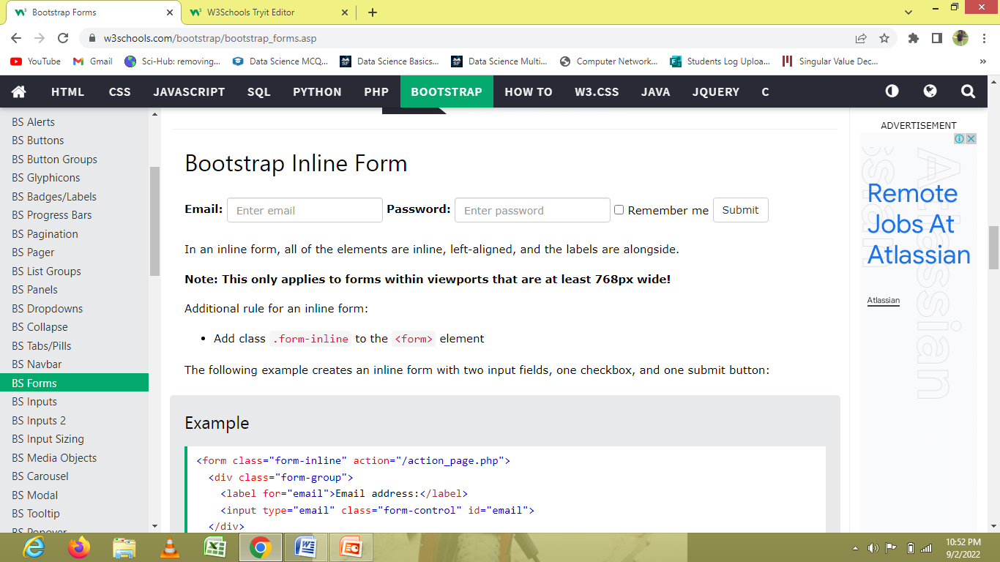 Bootstrap Forms
W3Schools Tryit Editor
w3schools.com/bootstrap/bootstrap_forms.asp
YouTube
Gmail
Sci-Hub: removing...
Data Science MCQ...
Data Science Basics...
Data Science Multi...
Computer Network...
Students Log Uploa...
Singular Value Dec...
»
HTML
CSS
JAVASCRIPT
SQL
PYTHON
PHP
BOOTSTRAP
HOW TO
W3.CSS
JAVA
JQUERY
C
BS Alerts
BS Buttons
BS Button Groups
BS Glyphicons
BS Badges/Labels
BS Progress Bars
BS Pagination
BS Pager
BS List Groups
BS Panels
BS Dropdowns
BS Collapse
BS Tabs/Pills
BS Navbar
BS Forms
BS Inputs
BS Inputs 2
BS Input Sizing
BS Media Objects
BS Carousel
BS Modal
BS Tooltip
BS Popover
Bootstrap Inline Form
Email: Enter email Password: Enter password Remember me Submit
In an inline form, all of the elements are inline, left-aligned, and the labels are alongside.
Note: This only applies to forms within viewports that are at least 768px wide!
Additional rule for an inline form:
• Add class .form-inline to the <form> element
The following example creates an inline form with two input fields, one checkbox, and one submit button:
Example
<form class="form-inline" action="/action_page.php">
<div class="form-group">
<label for="email">Email address:</label>
<input type="email" class="form-control" id="email">
</div>
ADVERTISEMENT
Atlassian
Remote
Jobs At
Atlassian
Atlassian
10:52 PM
9/2/2022